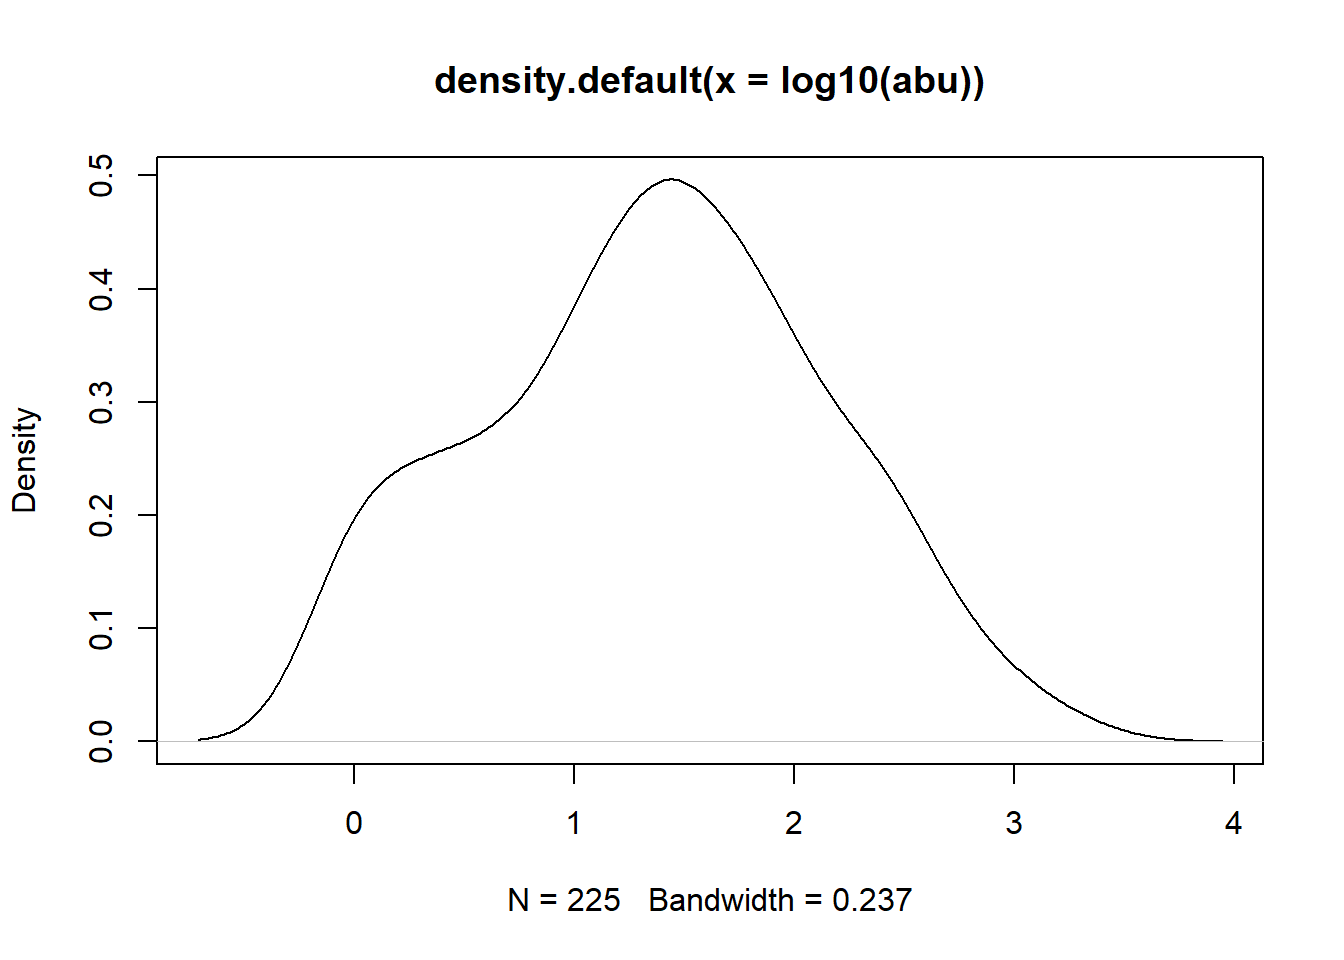 density.default(x = log10(abu))
Density
0.5
0.4
0.3
0.2
0.1
0.0
0 1 2 3 4
N = 225 Bandwidth = 0.237